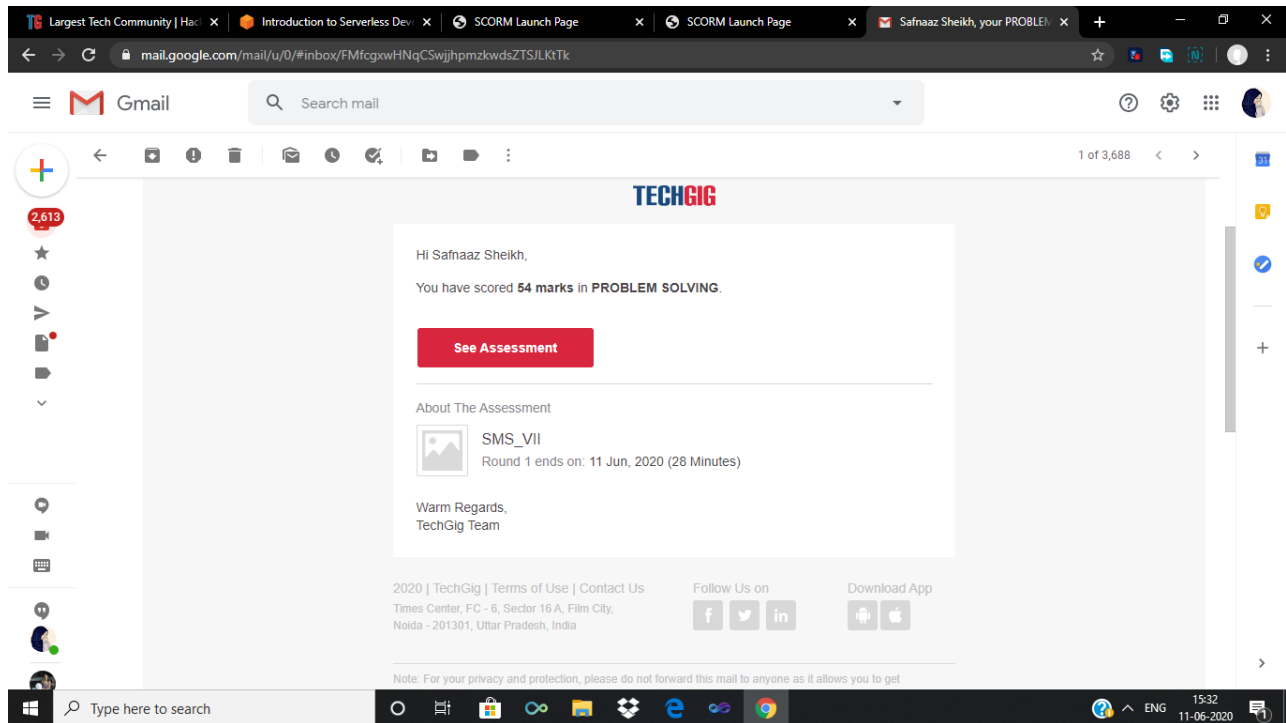 Largest Tech Community | Hac
Introduction to Serverless Dev
SCORM Launch Page
SCORM Launch Page
Safnaaz Sheikh, your PROBLEM
mail.google.com/mail/u/0/#inbox/FMfcgxwHNqCSwjjhpmzkwdsZTSJLKtTk
Gmail
Search mail
1 of 3,688
31
2,613
TECHGIG
Hi Safnaaz Sheikh,
You have scored 54 marks in PROBLEM SOLVING.
See Assessment
About The Assessment
SMS_VII
Round 1 ends on: 11 Jun, 2020 (28 Minutes)
Warm Regards,
TechGig Team
2020 | TechGig | Terms of Use | Contact Us
Times Center, FC - 6, Sector 16 A, Film City,
Noida - 201301, Uttar Pradesh, India
Follow Us on
Download App
Note: For your privacy and protection, please do not forward this mail to anyone as it allows you to get
Type here to search
ENG
15:32
11-06-2020